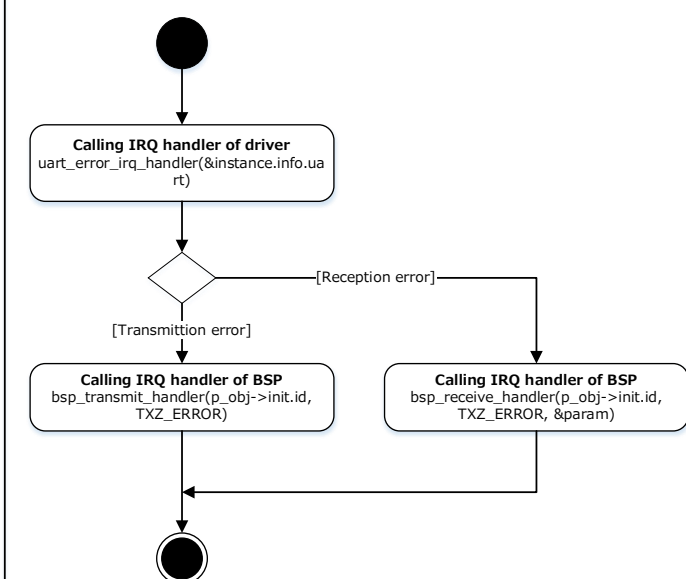 Calling IRQ handler of driver
uart_error_irq_handler(&instance.info.ua
rt)
[Reception error]
[Transmittion error]
Calling IRQ handler of BSP
bsp_transmit_handler(p_obj->init.id,
TXZ_ERROR)
Calling IRQ handler of BSP
bsp_receive_handler(p_obj->init.id,
TXZ_ERROR, &param)